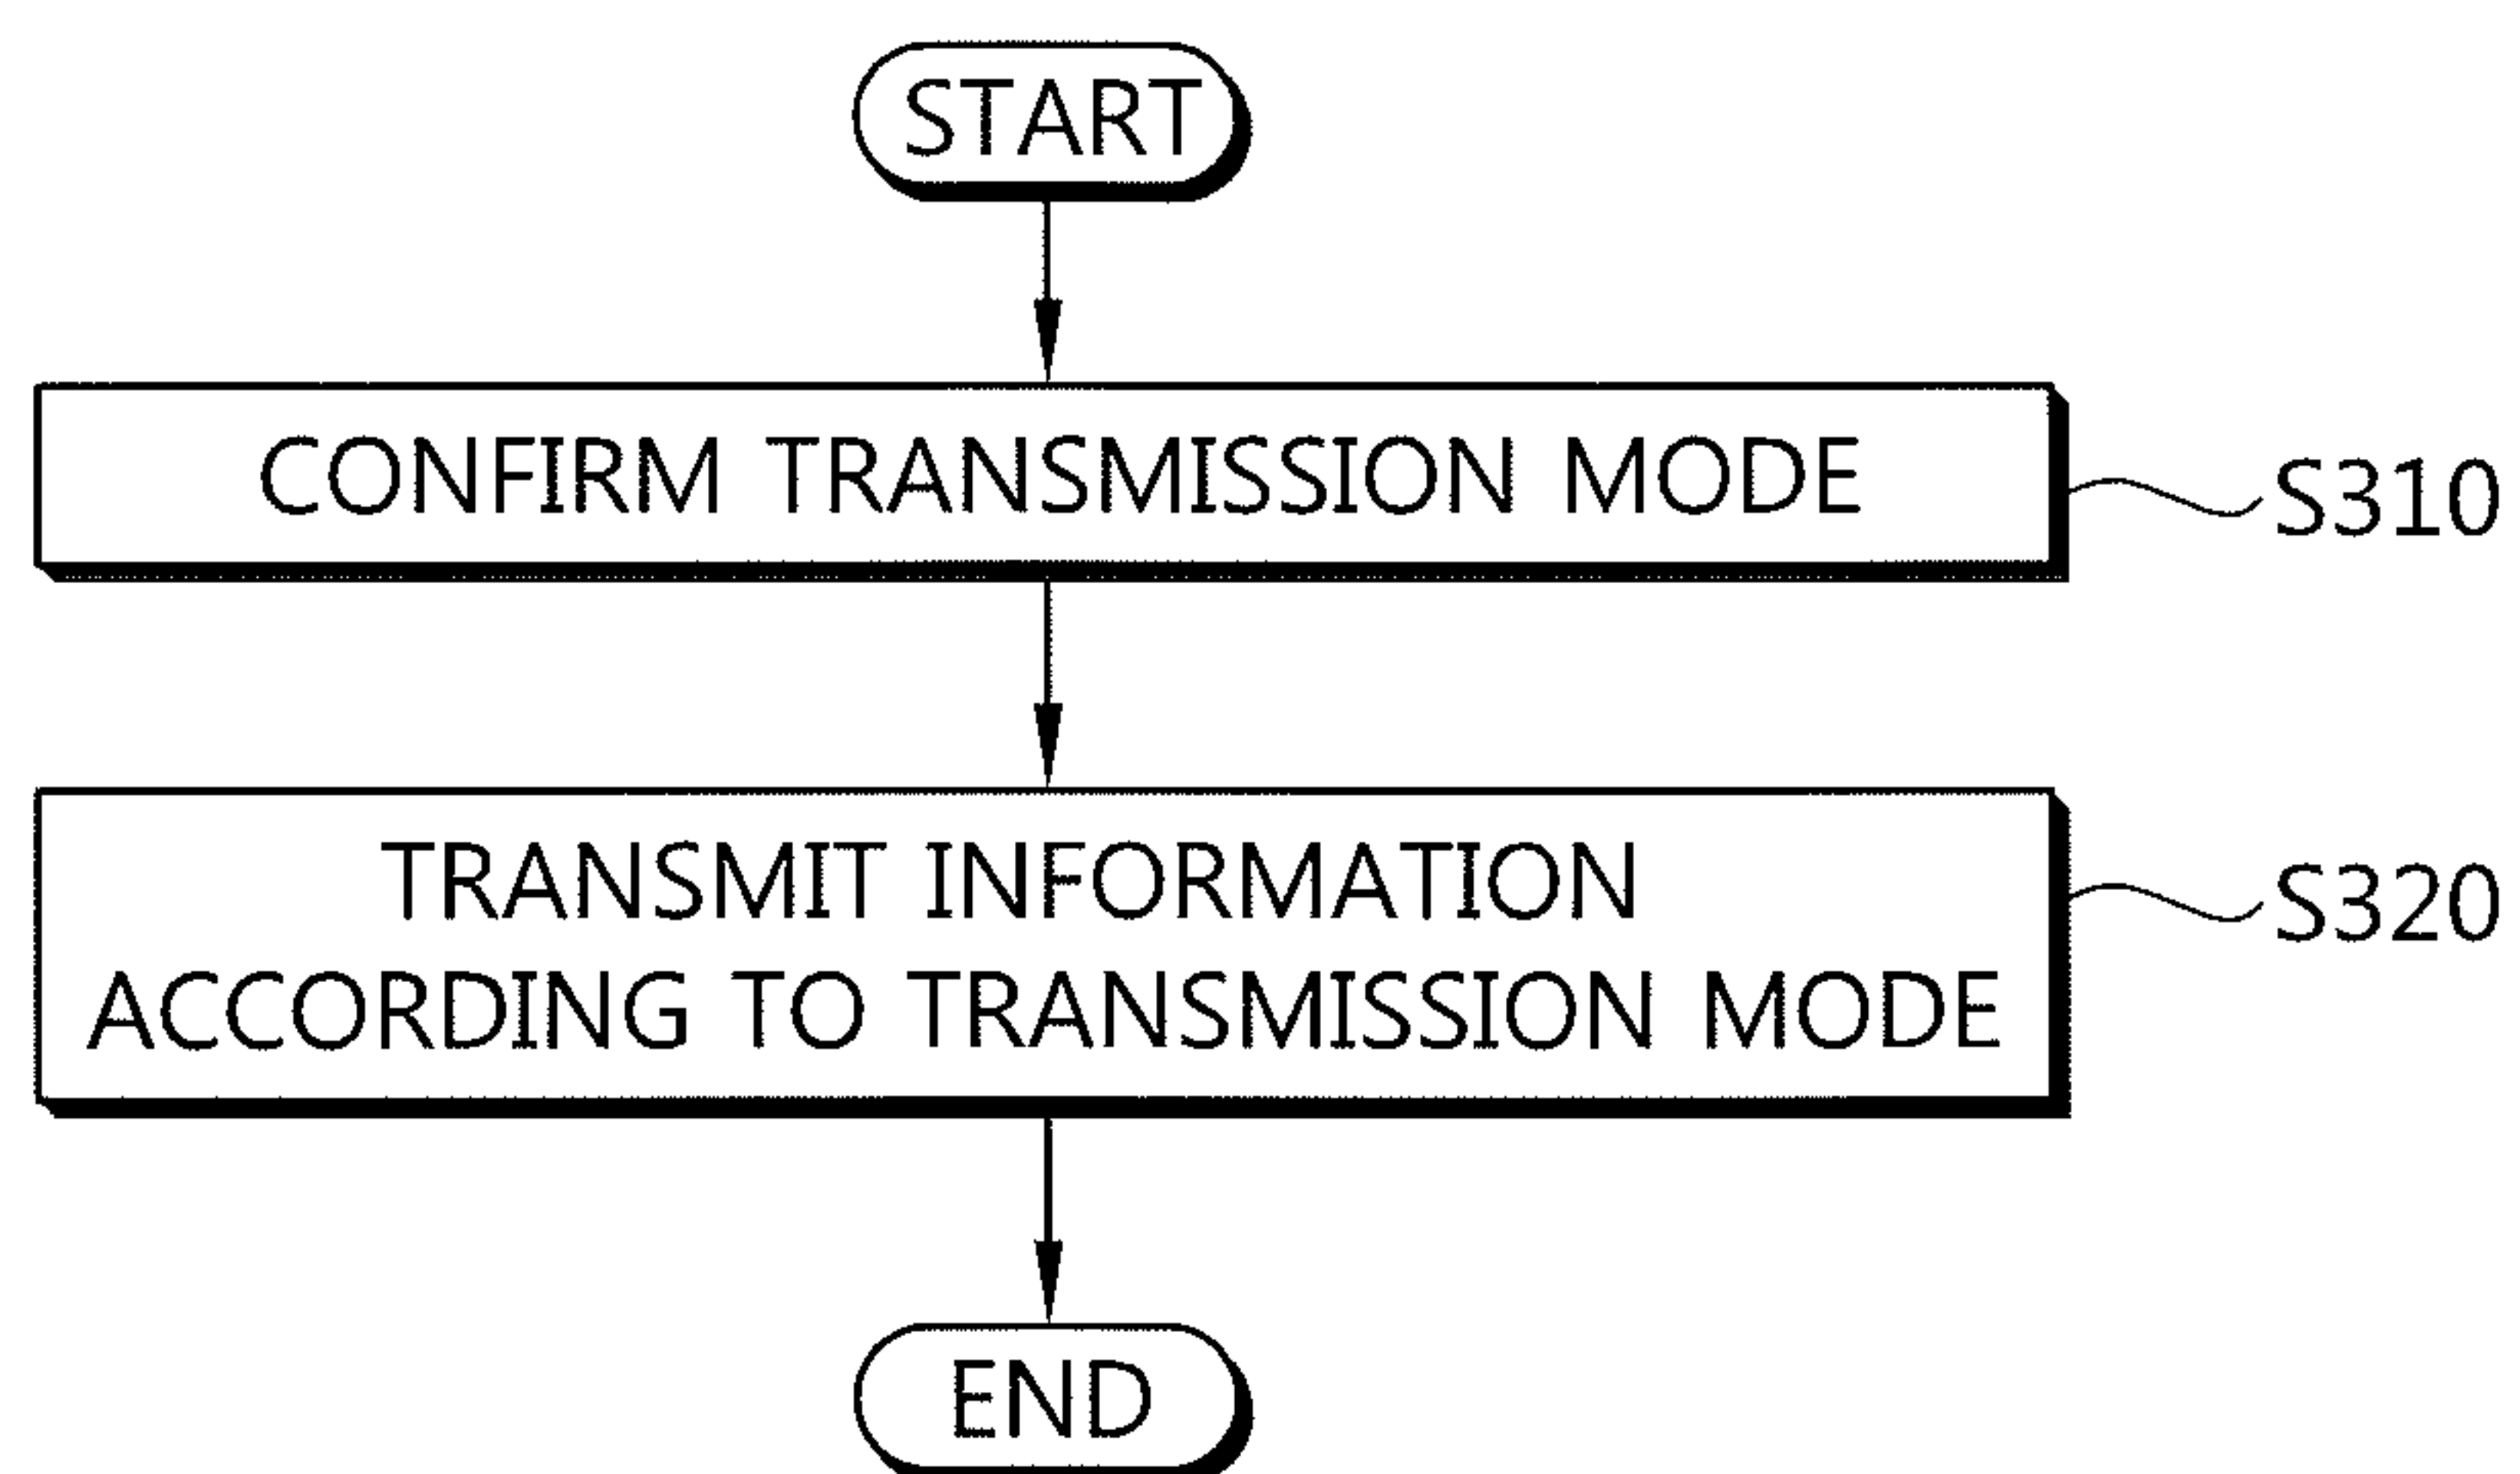 START
CONFIRM TRANSMISSION MODE
S310
TRANSMIT INFORMATION
ACCORDING TO TRANSMISSION MODE
S320
END